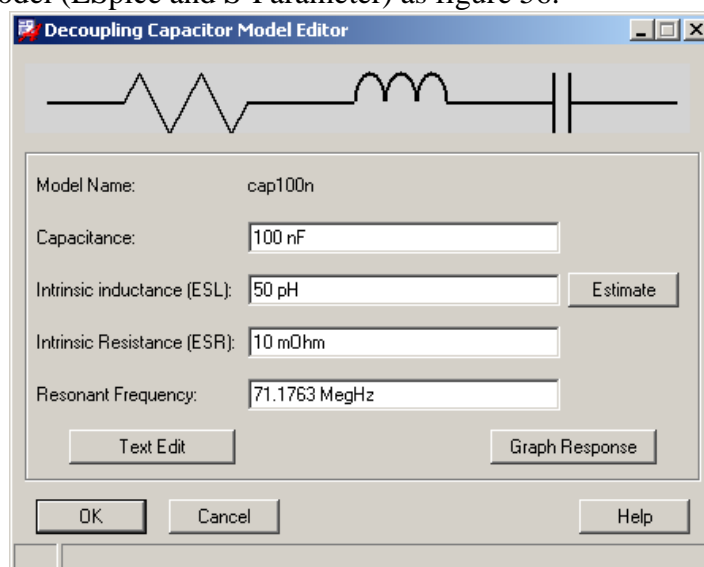 odel (ESpice and S-Parameter) as figure 38.
Decoupling Capacitor Model Editor
Model Name: cap100n
Capacitance: 100 nF
Intrinsic inductance (ESL): 50 pH Estimate
Intrinsic Resistance (ESR): 10 mOhm
Resonant Frequency: 71.1763 MegHz
Text Edit Graph Response
OK Cancel Help